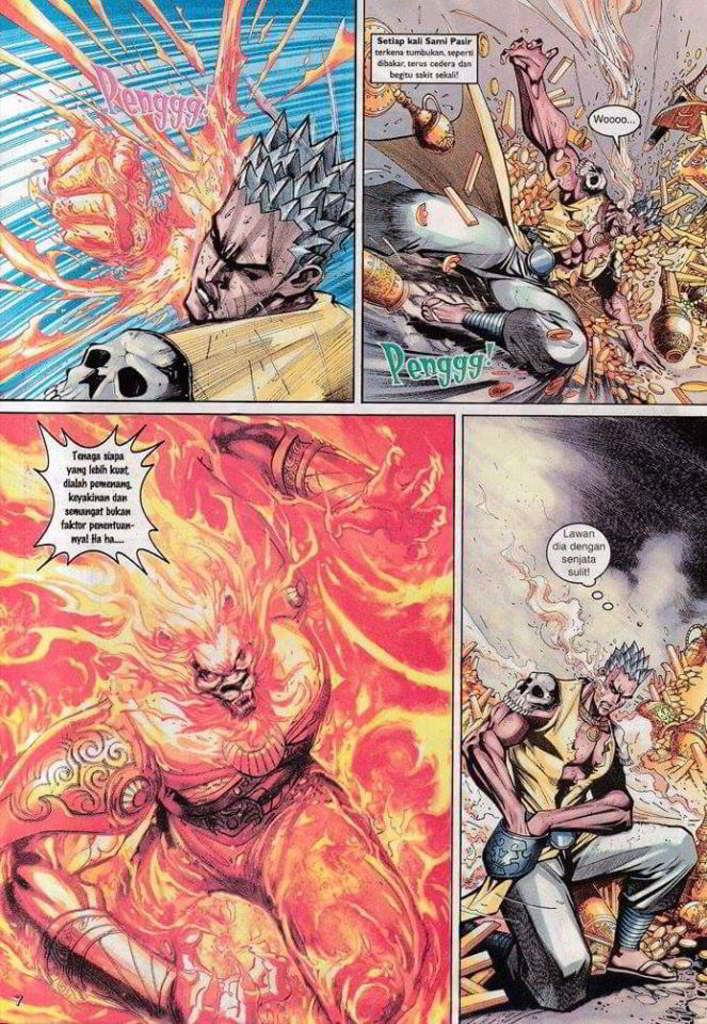 Penggg!
Setiap kali Sami Pasir
terkena tumbukan, seperti
dibakar, terus cedera dan
begitu sakit sekali!
Woooo...
Penggg!
Tenaga siapa
yang lebih kuat,
dialah pemenang,
keyakinan dan
semangat bukan
faktor penentuan-
nya! Ha ha....
Lawan
dia dengan
senjata
sulit!
7